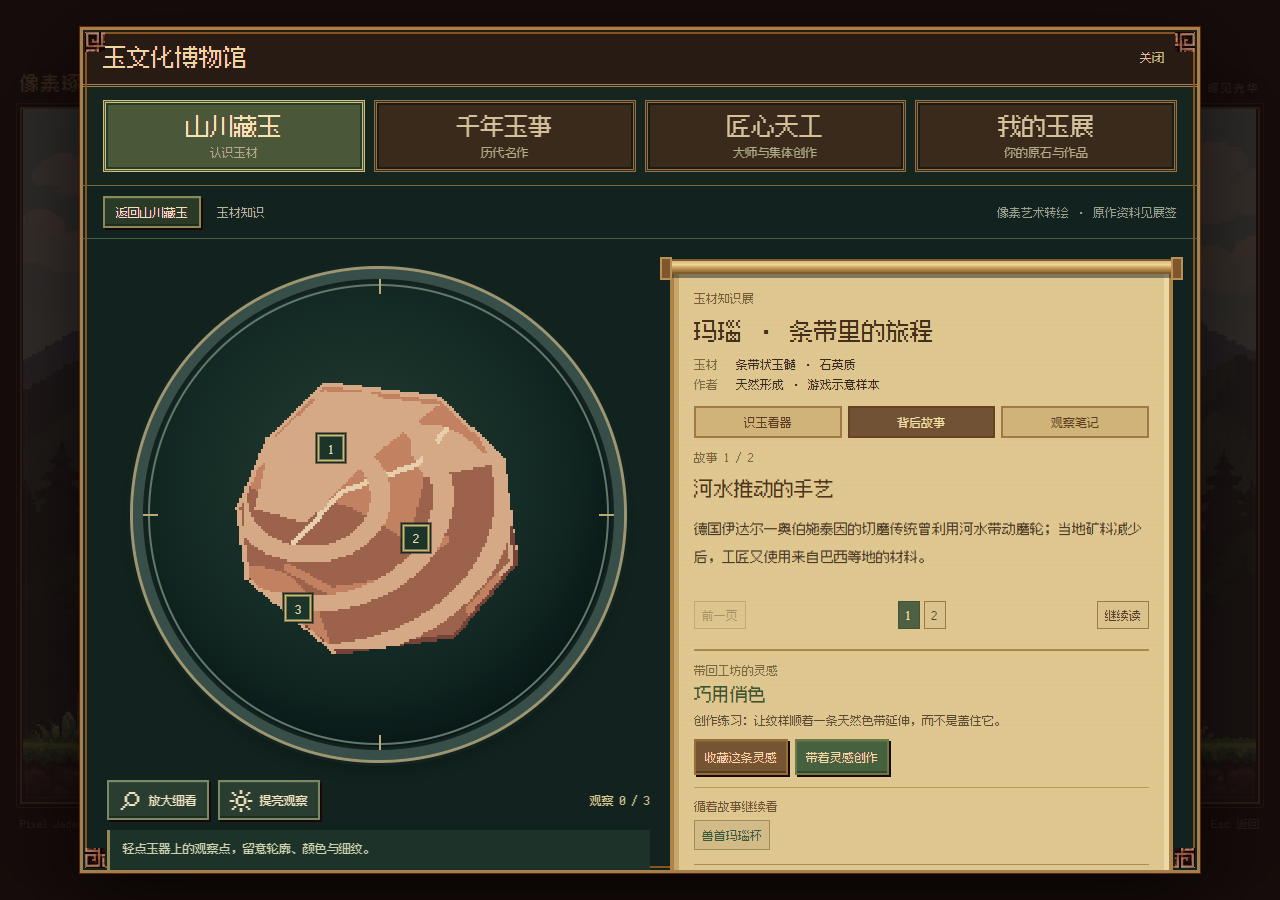 玉文化博物馆
关闭
山川藏玉
认识玉材
千年玉事
历代名作
匠心天工
大师与集体创作
我的玉展
你的原石与作品
返回山川藏玉
玉材知识
像素艺术转绘 · 原作资料见展签
玉材知识展
玛瑙 · 条带里的旅程
玉材 条带状玉髓 · 石英质
作者 天然形成 · 游戏示意样本
识玉看器
背后故事
观察笔记
故事 1 / 2
河水推动的手艺
德国伊达尔—奥伯施泰因的切磨传统曾利用河水带动磨轮；当地矿料减少
后，工匠又使用来自巴西等地的材料。
前一页
1
2
继续读
带回工坊的灵感
巧用俏色
创作练习：让纹样顺着一条天然色带延伸，而不是盖住它。
收藏这条灵感
带着灵感创作
循着故事继续看
兽首玛瑙杯
1
2
3
放大细看
提亮观察
观察 0 / 3
轻点玉器上的观察点，留意轮廓、颜色与细纹。
像素琢
Esc 返回